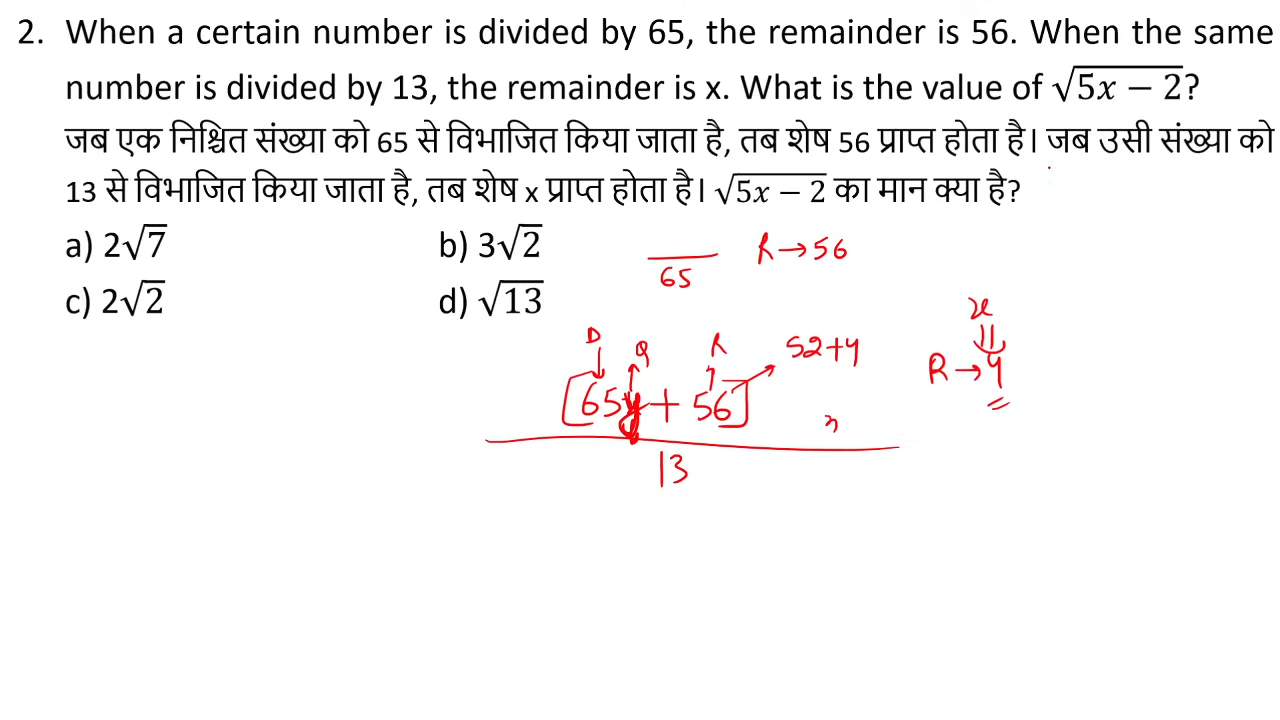 2. When a certain number is divided by 65, the remainder is 56. When the same
number is divided by 13, the remainder is x. What is the value of √(5x − 2)?
जब एक निश्चित संख्या को 65 से विभाजित किया जाता है, तब शेष 56 प्राप्त होता है। जब उसी संख्या को
13 से विभाजित किया जाता है, तब शेष x प्राप्त होता है। √(5x − 2) का मान क्या है?
a) 2√7 b) 3√2
c) 2√2 d) √13
R → 56
65
x
D Q R 52+4
R → 4
[65y + 56]
13